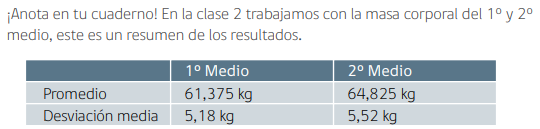 ¡Anota en tu cuaderno! En la clase 2 trabajamos con la masa corporal del 1º y 2º
medio, este es un resumen de los resultados.
1º Medio 2º Medio
Promedio 61,375 kg 64,825 kg
Desviación media 5,18 kg 5,52 kg